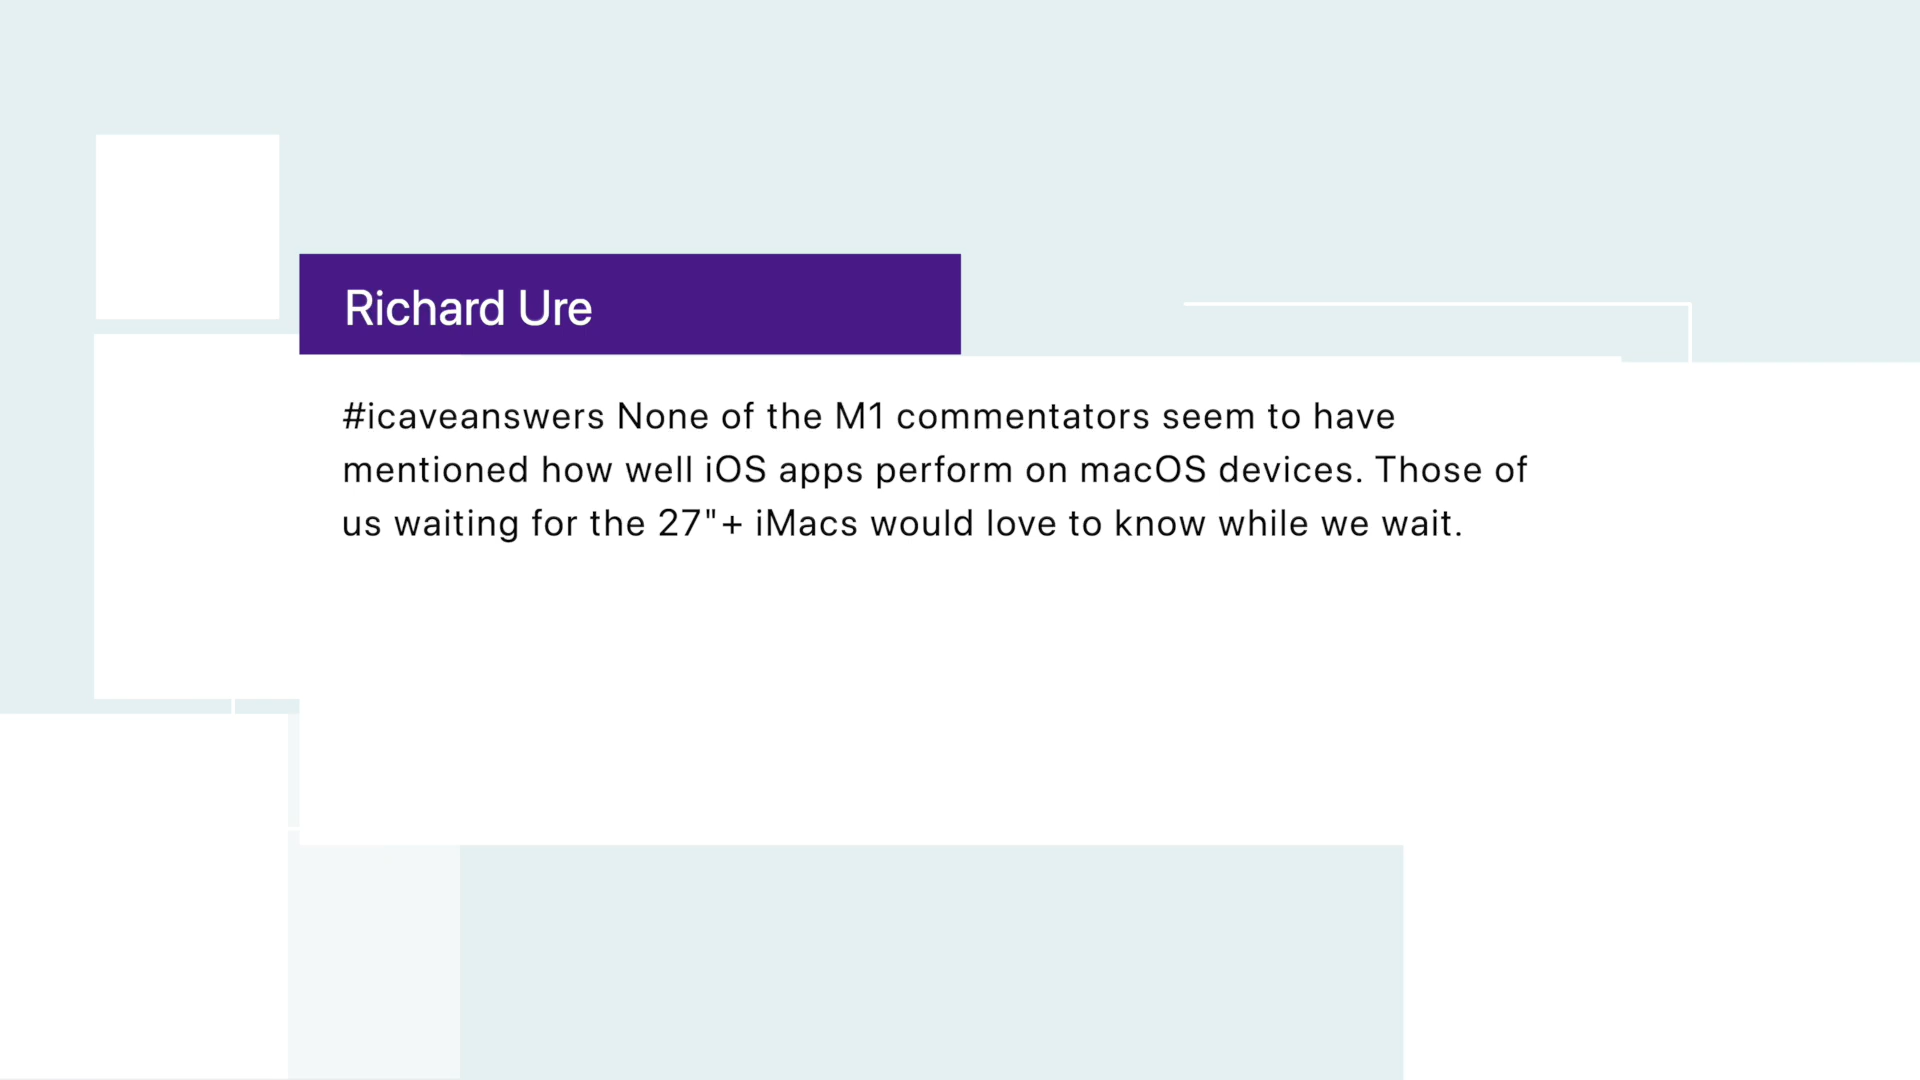 Richard Ure
#icaveanswers None of the M1 commentators seem to have
mentioned how well iOS apps perform on macOS devices. Those of
us waiting for the 27"+ iMacs would love to know while we wait.